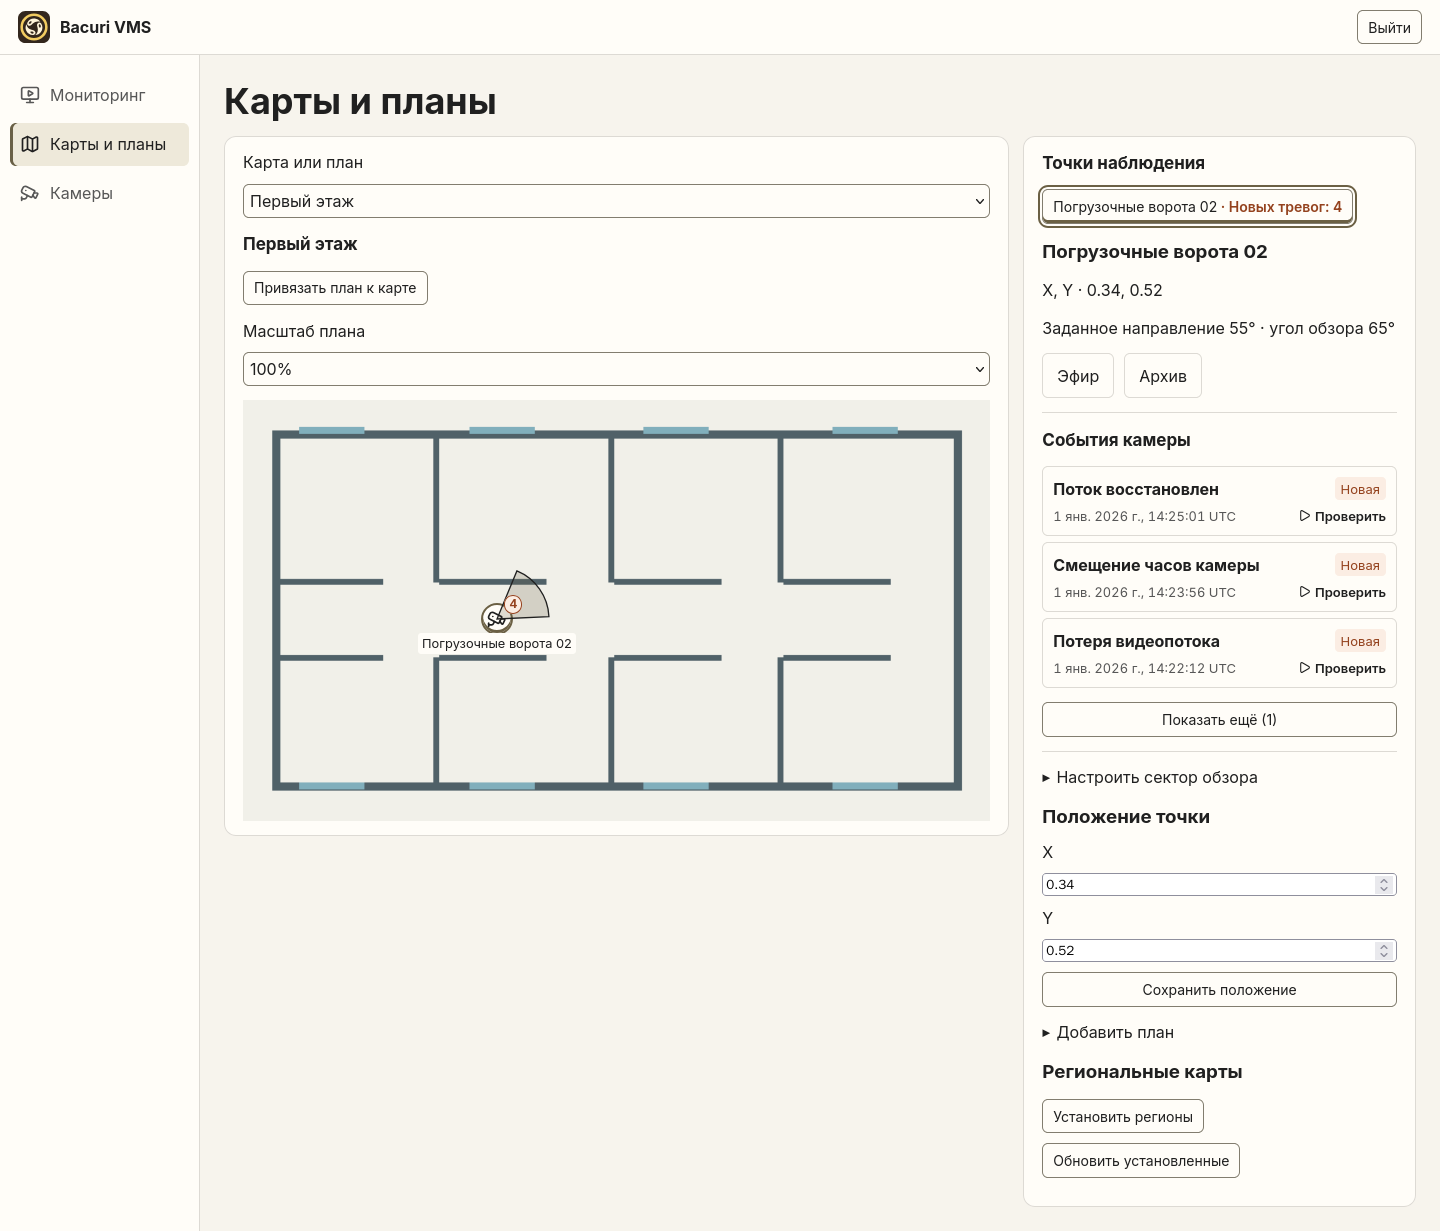 Bacuri VMS
Выйти
Мониторинг
Карты и планы
Камеры
Карты и планы
Карта или план
Первый этаж
Первый этаж
Привязать план к карте
Масштаб плана
100%
4
Погрузочные ворота 02
Точки наблюдения
Погрузочные ворота 02 · Новых тревог: 4
Погрузочные ворота 02
X, Y · 0.34, 0.52
Заданное направление 55° · угол обзора 65°
Эфир
Архив
События камеры
Поток восстановлен
Новая
1 янв. 2026 г., 14:25:01 UTC
Проверить
Смещение часов камеры
Новая
1 янв. 2026 г., 14:23:56 UTC
Проверить
Потеря видеопотока
Новая
1 янв. 2026 г., 14:22:12 UTC
Проверить
Показать ещё (1)
Настроить сектор обзора
Положение точки
X
0.34
Y
0.52
Сохранить положение
Добавить план
Региональные карты
Установить регионы
Обновить установленные